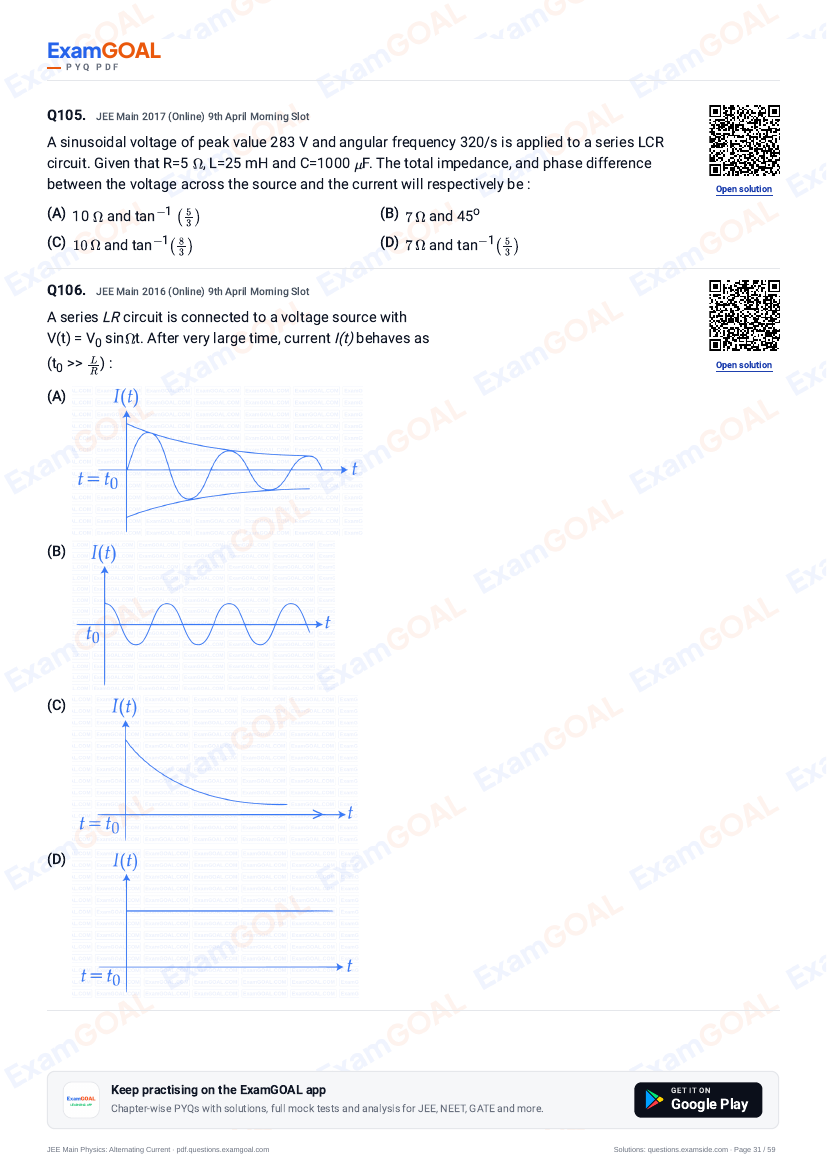 ExamGOAL
PYQ PDF
Q105. JEE Main 2017 (Online) 9th April Morning Slot
A sinusoidal voltage of peak value 283 V and angular frequency 320/s is applied to a series LCR
circuit. Given that R=5 Ω, L=25 mH and C=1000 μF. The total impedance, and phase difference
between the voltage across the source and the current will respectively be :
Open solution
(A) 10 Ω and tan⁻¹ (5/3)
(B) 7 Ω and 45º
(C) 10 Ω and tan⁻¹(8/3)
(D) 7 Ω and tan⁻¹(5/3)
Q106. JEE Main 2016 (Online) 9th April Morning Slot
A series LR circuit is connected to a voltage source with
V(t) = V₀ sinΩt. After very large time, current I(t) behaves as
(t₀ >> L/R) :
Open solution
(A)
I(t)
t = t₀
t
(B)
I(t)
t₀
t
(C)
I(t)
t = t₀
t
(D)
I(t)
t = t₀
t
Keep practising on the ExamGOAL app
Chapter-wise PYQs with solutions, full mock tests and analysis for JEE, NEET, GATE and more.
GET IT ON
Google Play
JEE Main Physics: Alternating Current · pdf.questions.examgoal.com
Solutions: questions.examside.com · Page 31 / 59